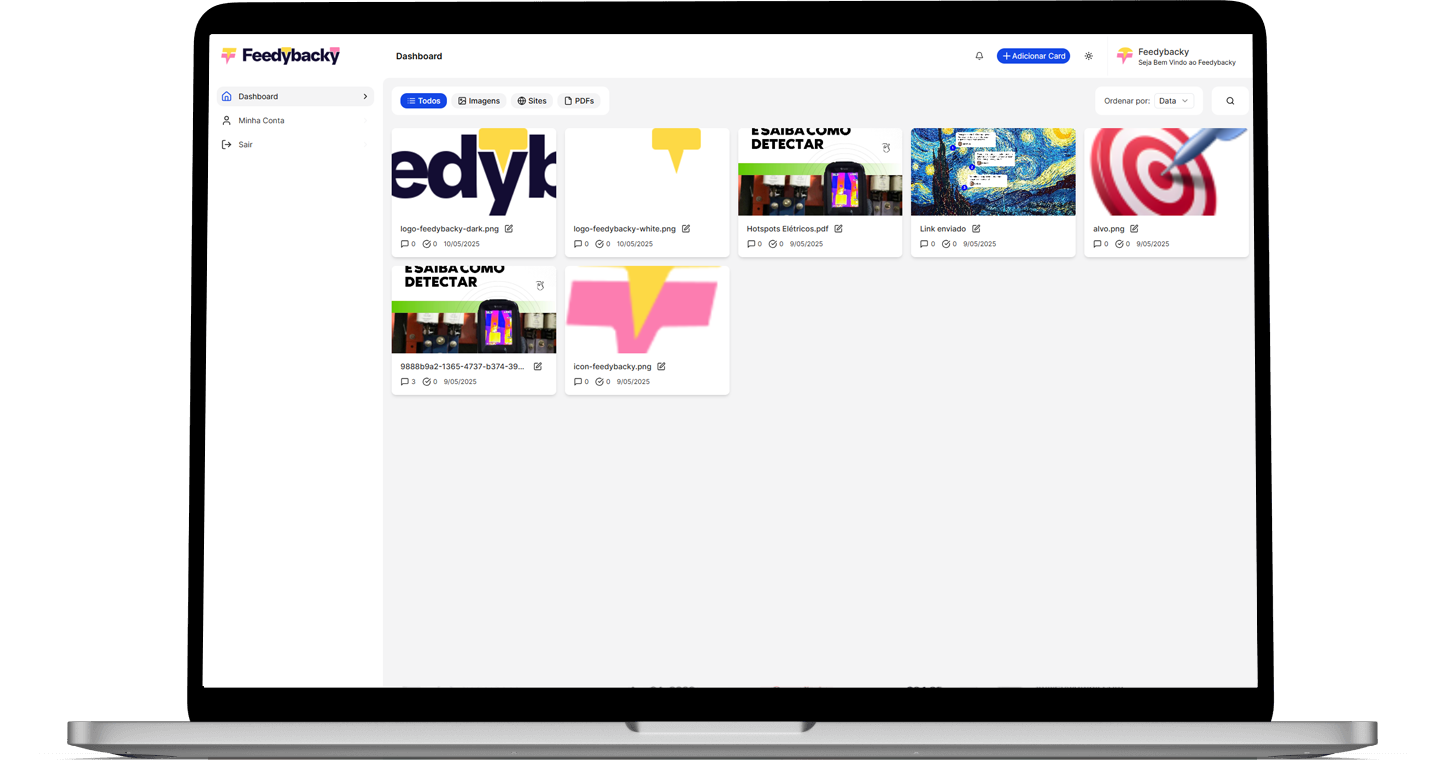 Feedybacky
Dashboard
Adicionar Card
Feedybacky
Seja Bem Vindo ao Feedybacky
Dashboard
Minha Conta
Sair
Todos
Imagens
Sites
PDFs
Ordenar por:
Data
edyb
E SAIBA COMO
DETECTAR
logo-feedybacky-dark.png
0 0 10/05/2025
logo-feedybacky-white.png
0 0 10/05/2025
Hotspots Elétricos.pdf
0 0 9/05/2025
Link enviado
0 0 9/05/2025
alvo.png
0 0 9/05/2025
E SAIBA COMO
DETECTAR
9888b9a2-1365-4737-b374-39...
3 0 9/05/2025
icon-feedybacky.png
0 0 9/05/2025